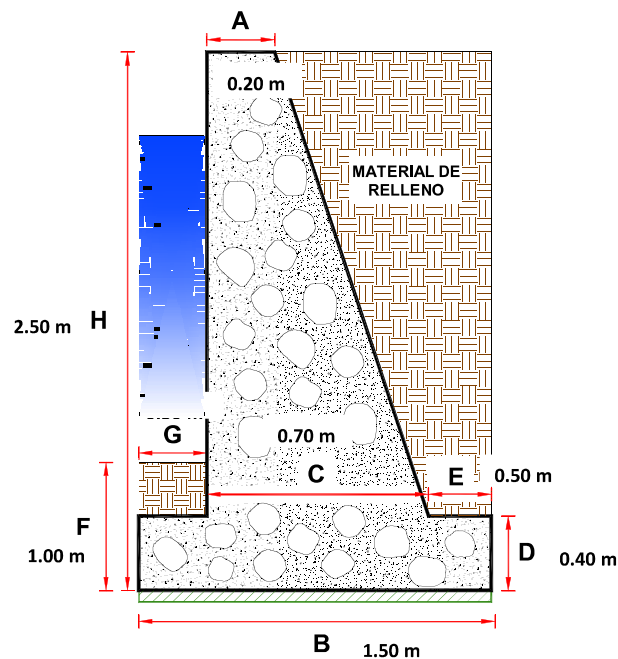 A
0.20 m
MATERIAL DE
RELLENO
2.50 m
H
G
0.70 m
C
E
0.50 m
F
1.00 m
D
0.40 m
B
1.50 m